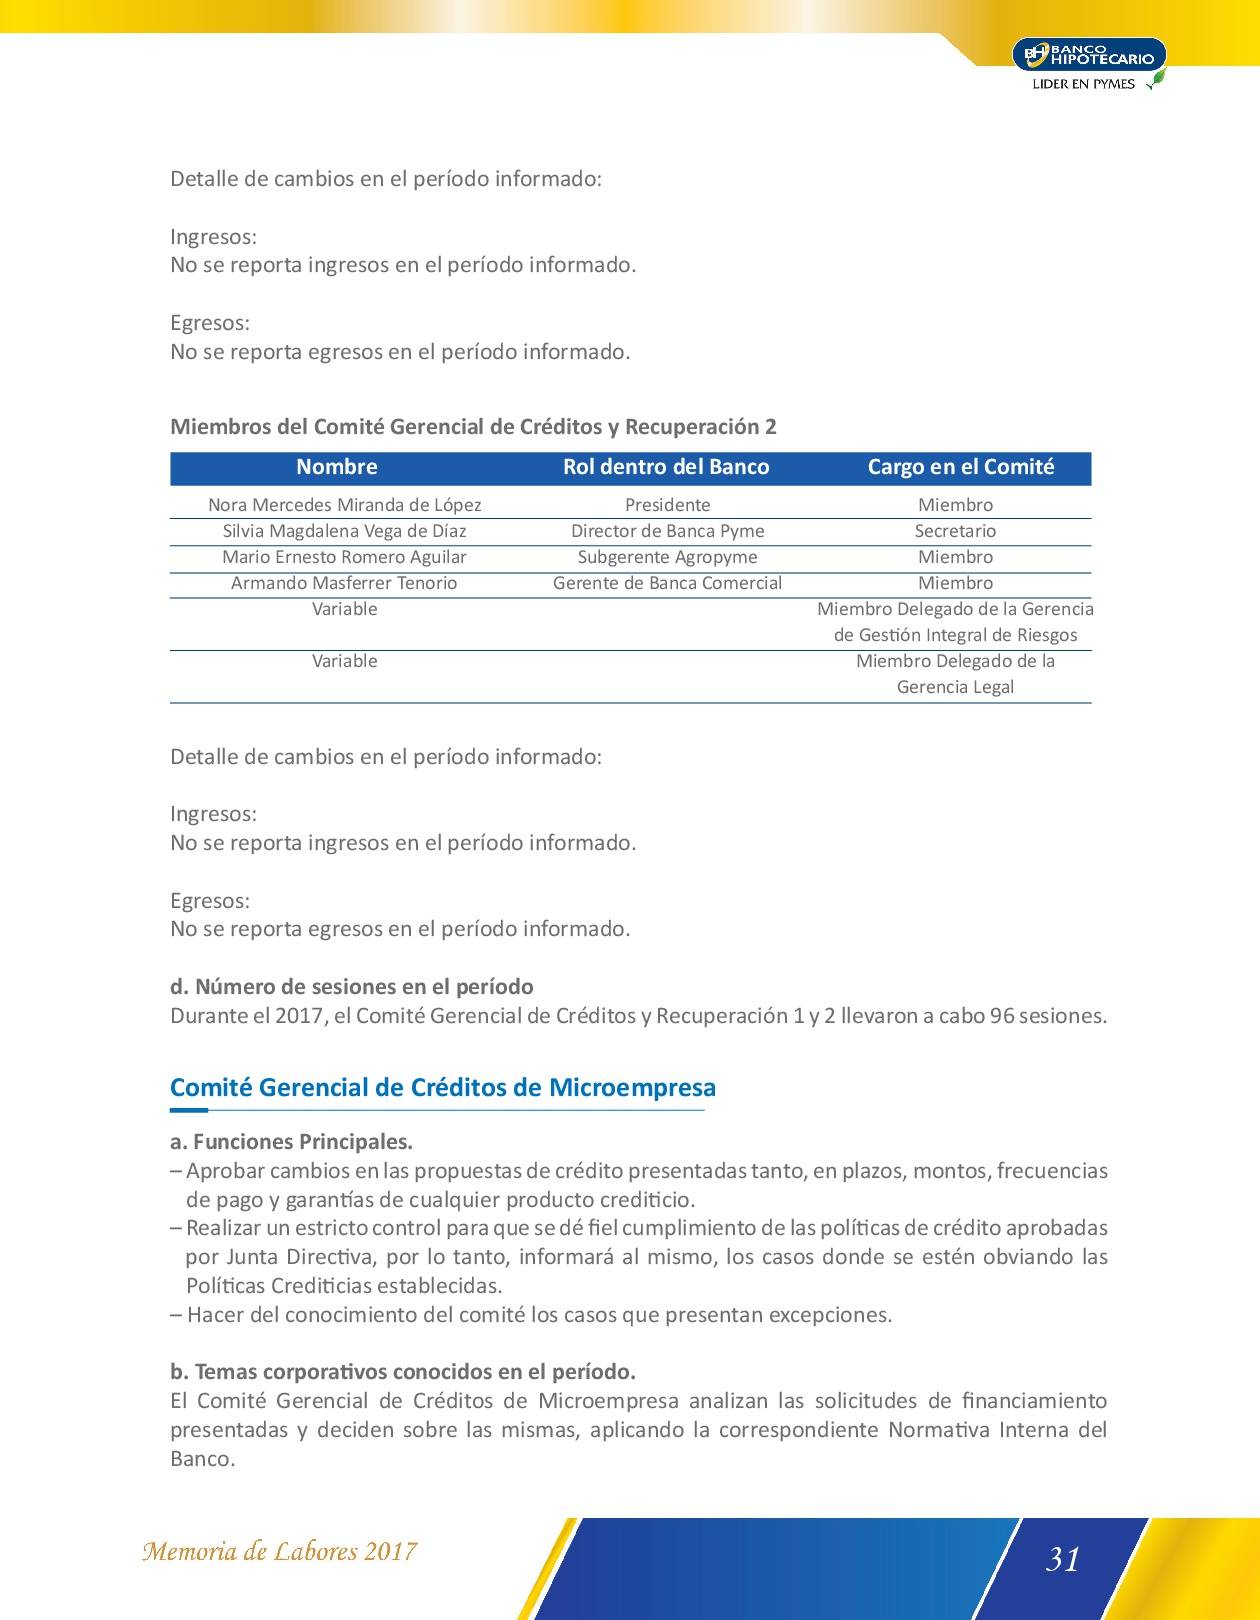 BH BANCO
HIPOTECARIO
LIDER EN PYMES
Detalle de cambios en el período informado:
Ingresos:
No se reporta ingresos en el período informado.
Egresos:
No se reporta egresos en el período informado.
Miembros del Comité Gerencial de Créditos y Recuperación 2
Nombre Rol dentro del Banco Cargo en el Comité
Nora Mercedes Miranda de López Presidente Miembro
Silvia Magdalena Vega de Díaz Director de Banca Pyme Secretario
Mario Ernesto Romero Aguilar Subgerente Agropyme Miembro
Armando Masferrer Tenorio Gerente de Banca Comercial Miembro
Variable Miembro Delegado de la Gerencia
de Gestión Integral de Riesgos
Variable Miembro Delegado de la
Gerencia Legal
Detalle de cambios en el período informado:
Ingresos:
No se reporta ingresos en el período informado.
Egresos:
No se reporta egresos en el período informado.
d. Número de sesiones en el período
Durante el 2017, el Comité Gerencial de Créditos y Recuperación 1 y 2 llevaron a cabo 96 sesiones.
Comité Gerencial de Créditos de Microempresa
a. Funciones Principales.
– Aprobar cambios en las propuestas de crédito presentadas tanto, en plazos, montos, frecuencias
de pago y garantías de cualquier producto crediticio.
– Realizar un estricto control para que se dé fiel cumplimiento de las políticas de crédito aprobadas
por Junta Directiva, por lo tanto, informará al mismo, los casos donde se estén obviando las
Políticas Crediticias establecidas.
– Hacer del conocimiento del comité los casos que presentan excepciones.
b. Temas corporativos conocidos en el período.
El Comité Gerencial de Créditos de Microempresa analizan las solicitudes de financiamiento
presentadas y deciden sobre las mismas, aplicando la correspondiente Normativa Interna del
Banco.
Memoria de Labores 2017
31